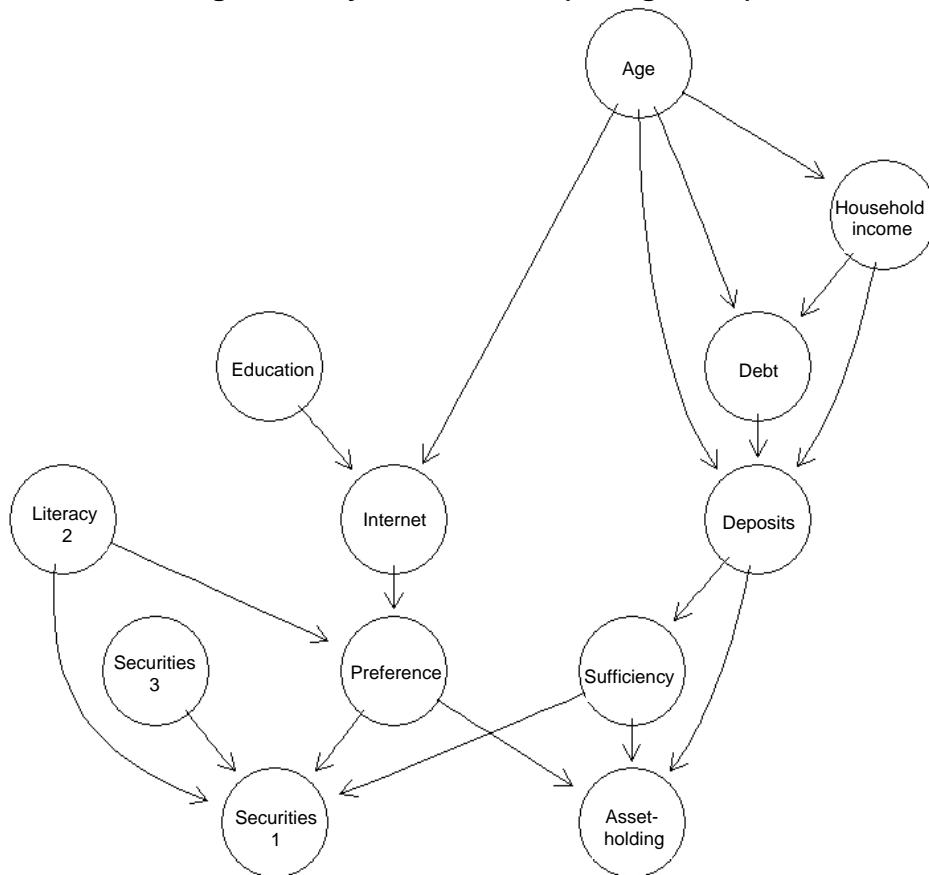 Age
Household
income
Education
Debt
Literacy
2
Internet
Deposits
Securities
3
Preference
Sufficiency
Securities
1
Asset-
holding